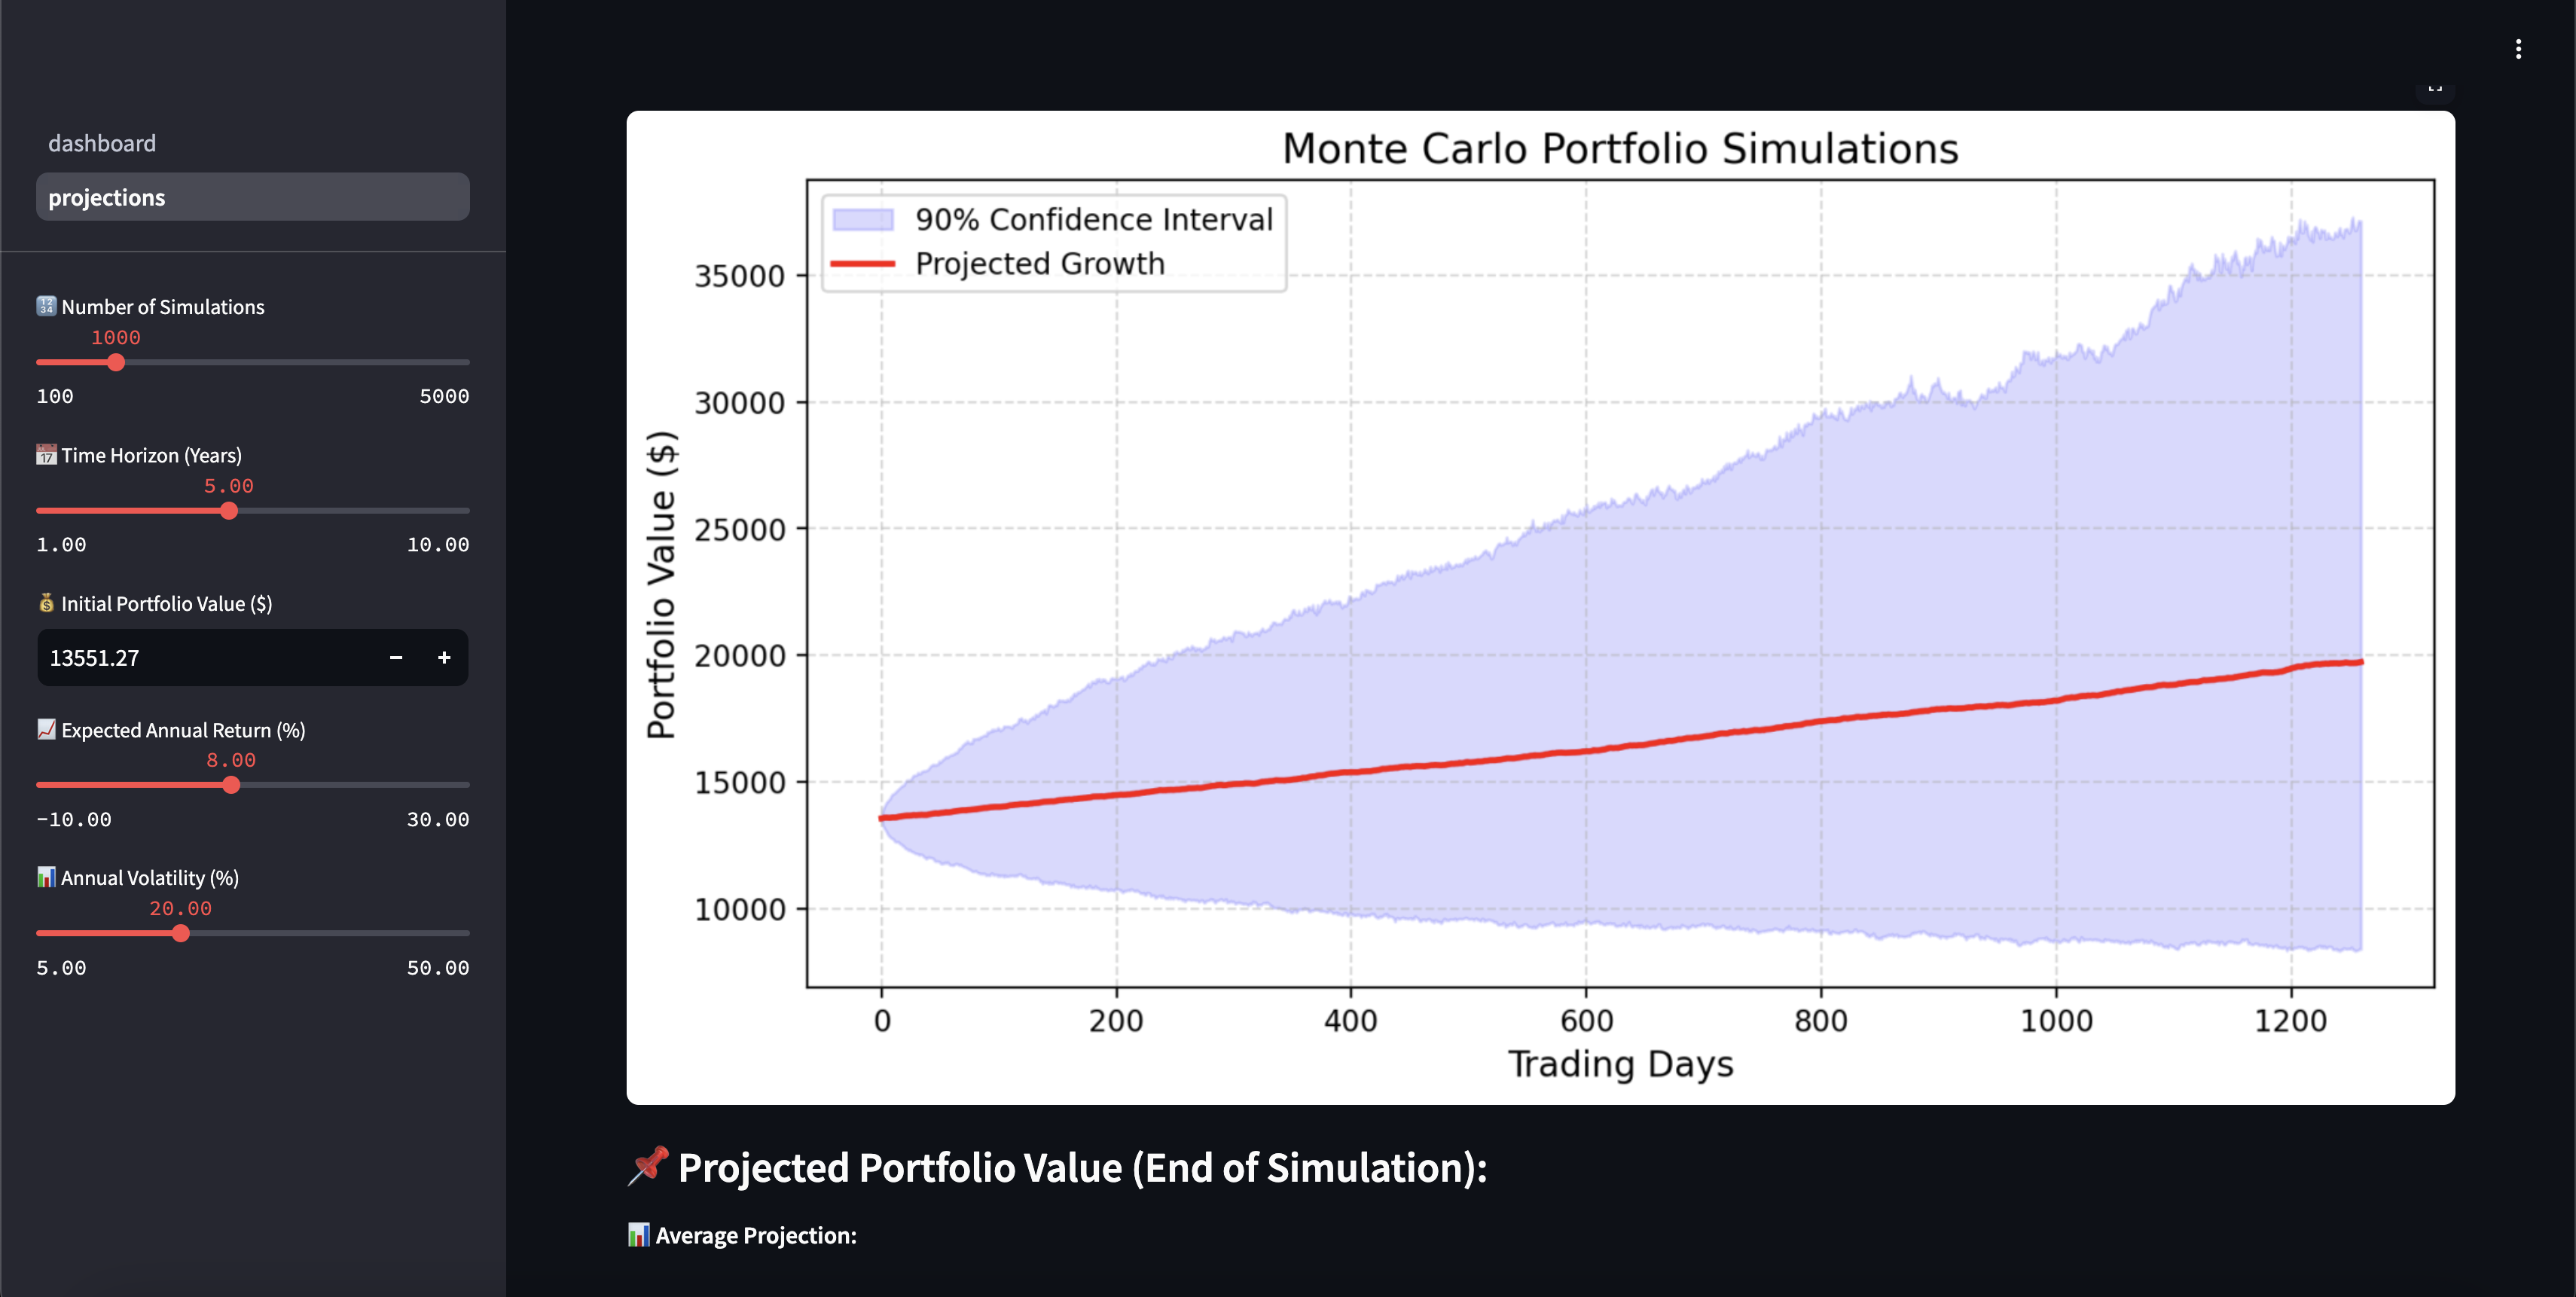 dashboard
projections
Number of Simulations
1000
100 5000
Time Horizon (Years)
5.00
1.00 10.00
Initial Portfolio Value ($)
13551.27
Expected Annual Return (%)
8.00
-10.00 30.00
Annual Volatility (%)
20.00
5.00 50.00
Monte Carlo Portfolio Simulations
90% Confidence Interval
Projected Growth
Portfolio Value ($)
35000
30000
25000
20000
15000
10000
0 200 400 600 800 1000 1200
Trading Days
Projected Portfolio Value (End of Simulation):
Average Projection: